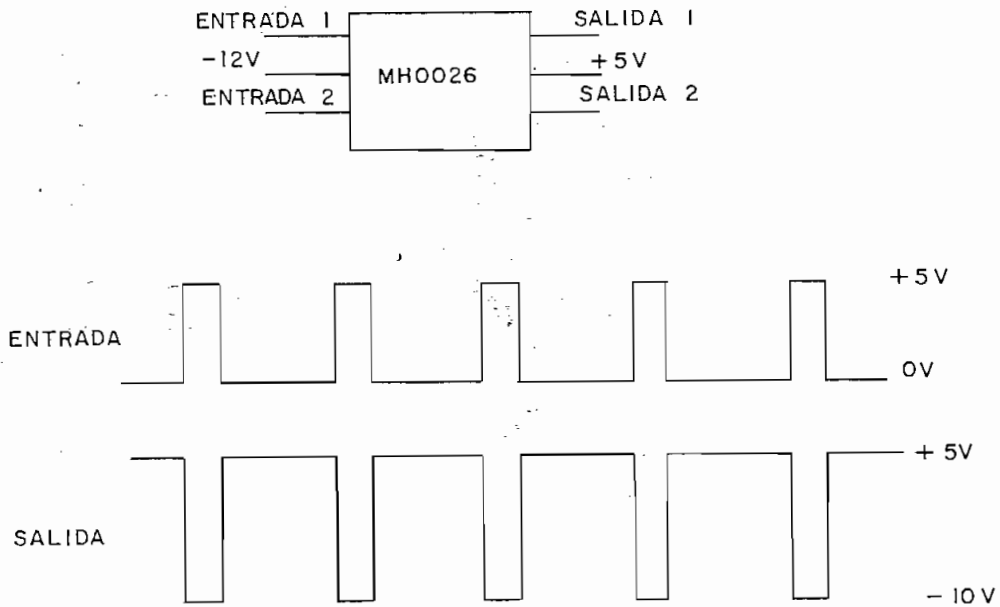 ENTRADA 1
SALIDA 1
-12V
MH0026
+5V
ENTRADA 2
SALIDA 2
+5V
ENTRADA
0V
+5V
SALIDA
-10V